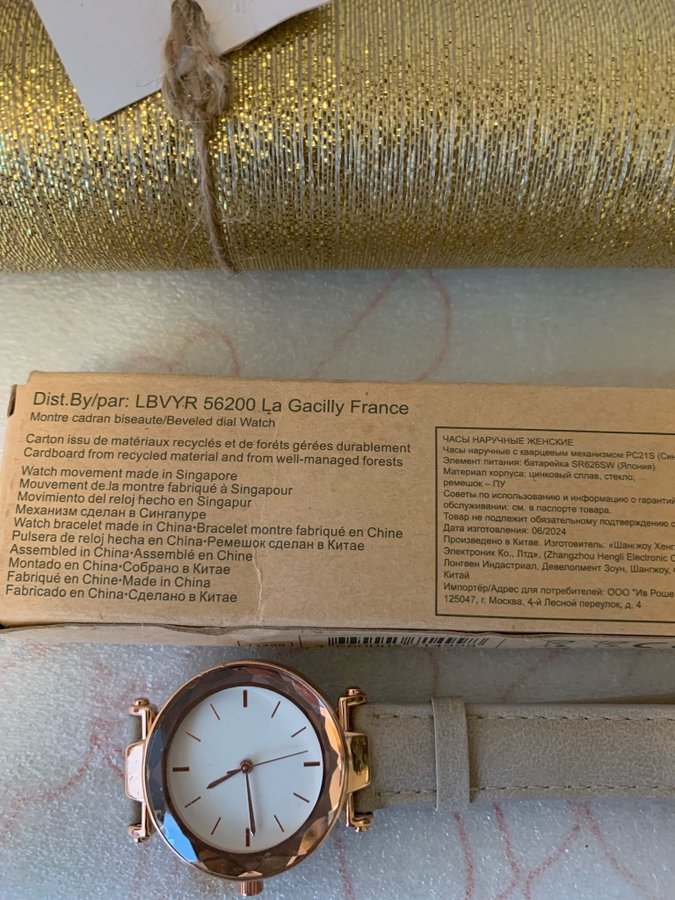 Dist.By/par: LBVYR 56200 La Gacilly France
Montre cadran biseaute/Beveled dial Watch
Carton issu de matériaux recyclés et de forêts gérées durablement
Cardboard from recycled material and from well-managed forests
Watch movement made in Singapore
Mouvement de.la montre fabriqué à Singapour
Movimiento del reloj hecho en Singapur
Механизм сделан в Сингапуре
Watch bracelet made in China·Bracelet montre fabriqué en Chine
Pulsera de reloj hecha en China·Ремешок сделан в Китае
Assembled in China·Assemblé en Chine
Montado en China·Собрано в Китае
Fabriqué en Chine·Made in China
Fabricado en China·Сделано в Китае
ЧАСЫ НАРУЧНЫЕ ЖЕНСКИЕ
Часы наручные с кварцевым механизмом PC21S (Син
Элемент питания: батарейка SR626SW (Япония)
Материал корпуса: цинковый сплав, стекло;
ремешок – ПУ
Советы по использованию и информацию о гарантий
обслуживании: см. в паспорте товара.
Товар не подлежит обязательному подтверждению с
Дата изготовления: 06/2024
Произведено в Китае. Изготовитель: «Шангжоу Хенг
Электроник Ко., Лтд», (Zhangzhou Hengli Electronic C
Лонгвен Индастриал, Девелопмент Зоун, Шангжоу,
Китай
Импортёр/Адрес для потребителей: ООО "Ив Роше
125047, г. Москва, 4-й Лесной переулок, д. 4